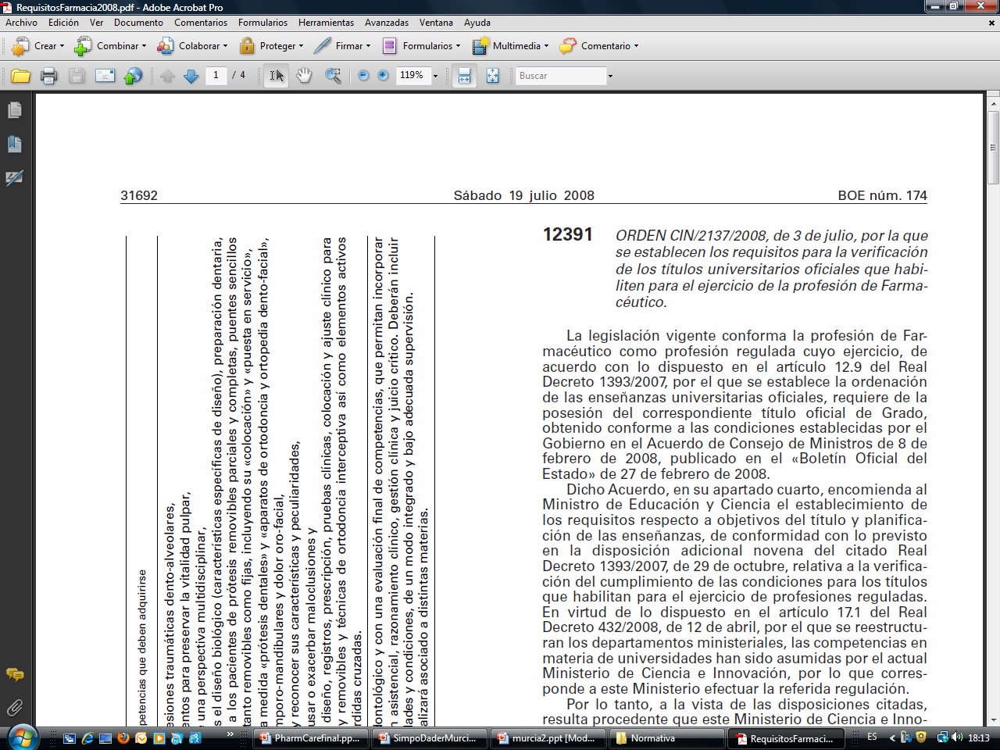 RequisitosFarmacia2008.pdf - Adobe Acrobat Pro
Archivo Edición Ver Documento Comentarios Formularios Herramientas Avanzadas Ventana Ayuda
Crear Combinar Colaborar Proteger Firmar Formularios Multimedia Comentario
1 / 4 119% Buscar
31692 Sábado 19 julio 2008 BOE núm. 174
petencias que deben adquirirse
esiones traumáticas dento-alveolares,
entos para preservar la vitalidad pulpar,
e una perspectiva multidisciplinar,
s el diseño biológico (características específicas de diseño), preparación dentaria,
a los pacientes de prótesis removibles parciales y completas, puentes sencillos
tanto removibles como fijas, incluyendo su «colocación» y «puesta en servicio»,
a medida «prótesis dentales» y «aparatos de ortodoncia y ortopedia dento-facial»,
mporo-mandibulares y dolor oro-facial,
y reconocer sus características y peculiaridades,
usar o exacerbar maloclusiones y
diseño, registros, prescripción, pruebas clínicas, colocación y ajuste clínico para
y removibles y técnicas de ortodoncia interceptiva así como elementos activos
rdidas cruzadas.
dontológico y con una evaluación final de competencias, que permitan incorporar
n asistencial, razonamiento clínico, gestión clínica y juicio crítico. Deberán incluir
lades y condiciones, de un modo integrado y bajo adecuada supervisión.
alizará asociado a distintas materias.
12391 ORDEN CIN/2137/2008, de 3 de julio, por la que
se establecen los requisitos para la verificación
de los títulos universitarios oficiales que habi-
liten para el ejercicio de la profesión de Farma-
céutico.
La legislación vigente conforma la profesión de Far-
macéutico como profesión regulada cuyo ejercicio, de
acuerdo con lo dispuesto en el artículo 12.9 del Real
Decreto 1393/2007, por el que se establece la ordenación
de las enseñanzas universitarias oficiales, requiere de la
posesión del correspondiente título oficial de Grado,
obtenido conforme a las condiciones establecidas por el
Gobierno en el Acuerdo de Consejo de Ministros de 8 de
febrero de 2008, publicado en el «Boletín Oficial del
Estado» de 27 de febrero de 2008.
Dicho Acuerdo, en su apartado cuarto, encomienda al
Ministro de Educación y Ciencia el establecimiento de
los requisitos respecto a objetivos del título y planifica-
ción de las enseñanzas, de conformidad con lo previsto
en la disposición adicional novena del citado Real
Decreto 1393/2007, de 29 de octubre, relativa a la verifica-
ción del cumplimiento de las condiciones para los títulos
que habilitan para el ejercicio de profesiones reguladas.
En virtud de lo dispuesto en el artículo 17.1 del Real
Decreto 432/2008, de 12 de abril, por el que se reestructu-
ran los departamentos ministeriales, las competencias en
materia de universidades han sido asumidas por el actual
Ministerio de Ciencia e Innovación, por lo que corres-
ponde a este Ministerio efectuar la referida regulación.
Por lo tanto, a la vista de las disposiciones citadas,
resulta procedente que este Ministerio de Ciencia e Inno-
» PharmCarefinal.pp... SimpoDaderMurci... murcia2.ppt [Mod... Normativa RequisitosFarmaci... ES 18:13